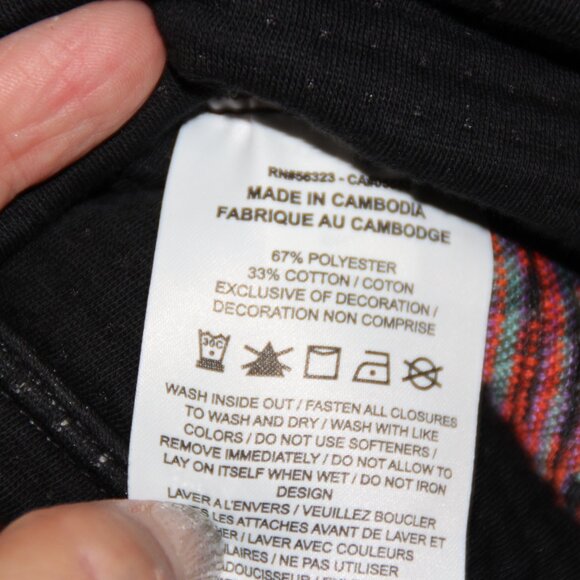 RN#56323 -
MADE IN CAMBODIA
FABRIQUE AU CAMBODGE
67% POLYESTER
33% COTTON / COTON
EXCLUSIVE OF DECORATION /
DECORATION NON COMPRISE
30C
WASH INSIDE OUT / FASTEN ALL CLOSURES
TO WASH AND DRY / WASH WITH LIKE
COLORS / DO NOT USE SOFTENERS /
REMOVE IMMEDIATELY / DO NOT ALLOW TO
LAY ON ITSELF WHEN WET / DO NOT IRON
DESIGN
LAVER A L'ENVERS / VEUILLEZ BOUCLER
LES ATTACHES AVANT DE LAVER ET
/ LAVER AVEC COULEURS
/ NE PAS UTILISER